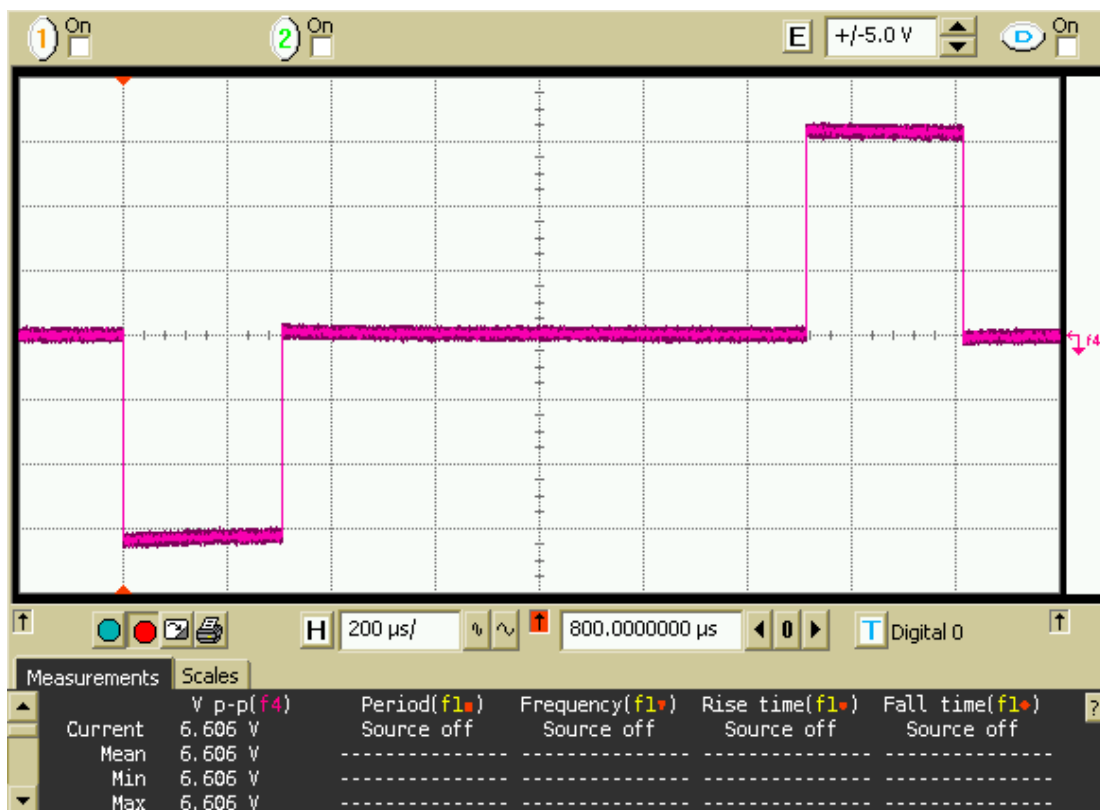 1 On 2 On E +/-5.0 V D On
f4
H 200 µs/ 800.0000000 µs 0 T Digital 0
Measurements Scales
V p-p(f4) Period(f1■) Frequency(f1▼) Rise time(f1●) Fall time(f1◆) ?
Current 6.606 V Source off Source off Source off Source off
Mean 6.606 V -------------- -------------- -------------- --------------
Min 6.606 V -------------- -------------- -------------- --------------
Max 6.606 V -------------- -------------- -------------- --------------